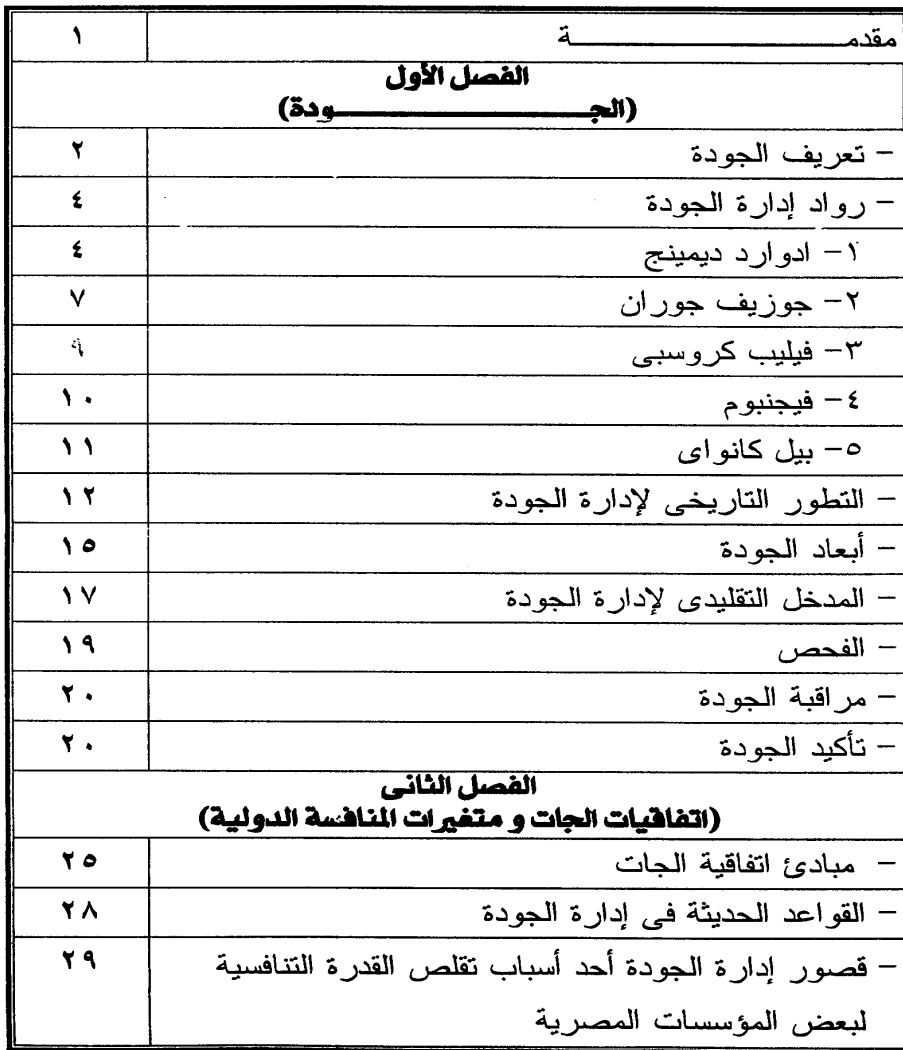 مقدمـــــــــــــــــة ١
الفصل الأول
(الجـــــــــــــــودة)
– تعريف الجودة ٢
– رواد إدارة الجودة ٤
١– ادوارد ديمينج ٤
٢– جوزيف جوران ٧
٣– فيليب كروسبى ٩
٤– فيجنبوم ١٠
٥– بيل كانواى ١١
– التطور التاريخى لإدارة الجودة ١٢
– أبعاد الجودة ١٥
– المدخل التقليدى لإدارة الجودة ١٧
– الفحص ١٩
– مراقبة الجودة ٢٠
– تأكيد الجودة ٢٠
الفصل الثانى
(اتفاقيات الجات و متغيرات المنافسة الدولية)
– مبادئ اتفاقية الجات ٢٥
– القواعد الحديثة فى إدارة الجودة ٢٨
– قصور إدارة الجودة أحد أسباب تقلص القدرة التنافسية ٢٩
لبعض المؤسسات المصرية